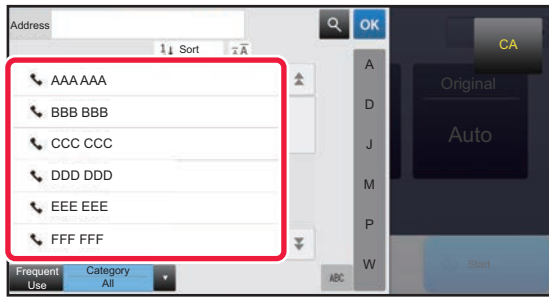 Address
OK
CA
Sort
A
AAA AAA
BBB BBB
CCC CCC
DDD DDD
EEE EEE
FFF FFF
A
D
J
M
P
W
Original
Auto
Start
Frequent
Use
Category
All
ABC